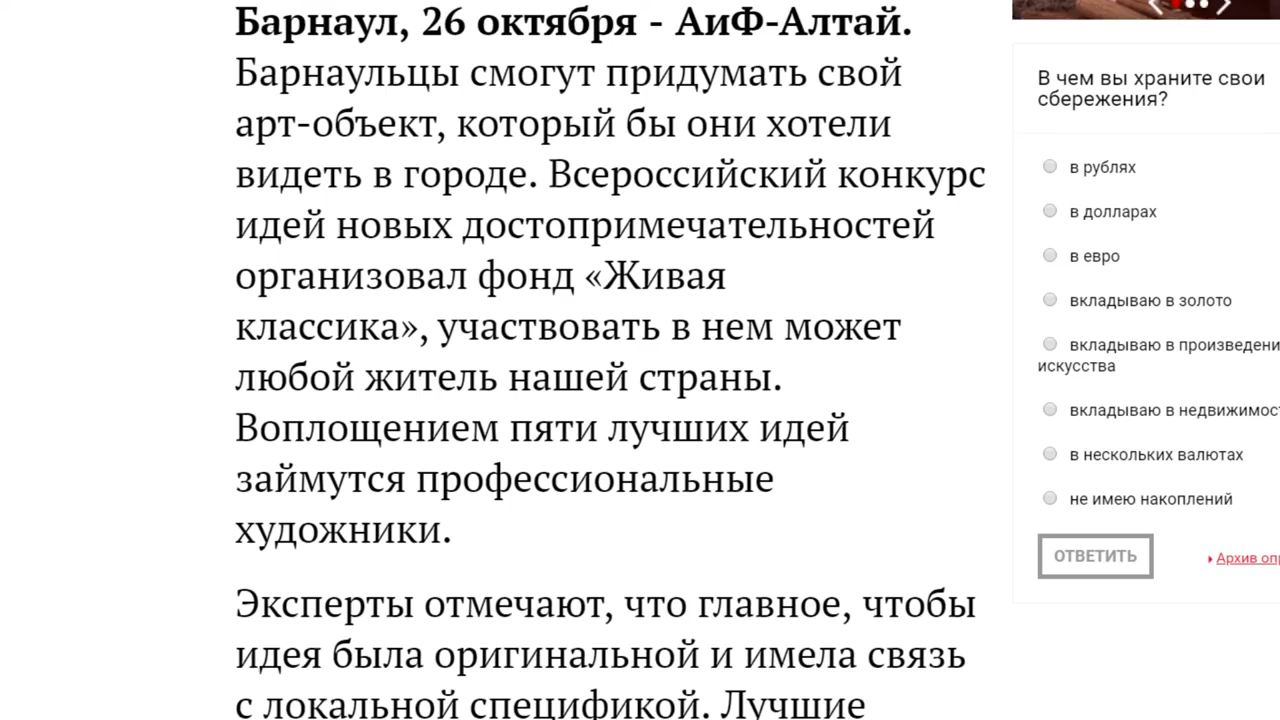 Барнаул, 26 октября - АиФ-Алтай.
Барнаульцы смогут придумать свой
арт-объект, который бы они хотели
видеть в городе. Всероссийский конкурс
идей новых достопримечательностей
организовал фонд «Живая
классика», участвовать в нем может
любой житель нашей страны.
Воплощением пяти лучших идей
займутся профессиональные
художники.
Эксперты отмечают, что главное, чтобы
идея была оригинальной и имела связь
с локальной спецификой. Лучшие
В чем вы храните свои
сбережения?
в рублях
в долларах
в евро
вкладываю в золото
вкладываю в произведени
искусства
вкладываю в недвижимос
в нескольких валютах
не имею накоплений
ОТВЕТИТЬ
Архив оп